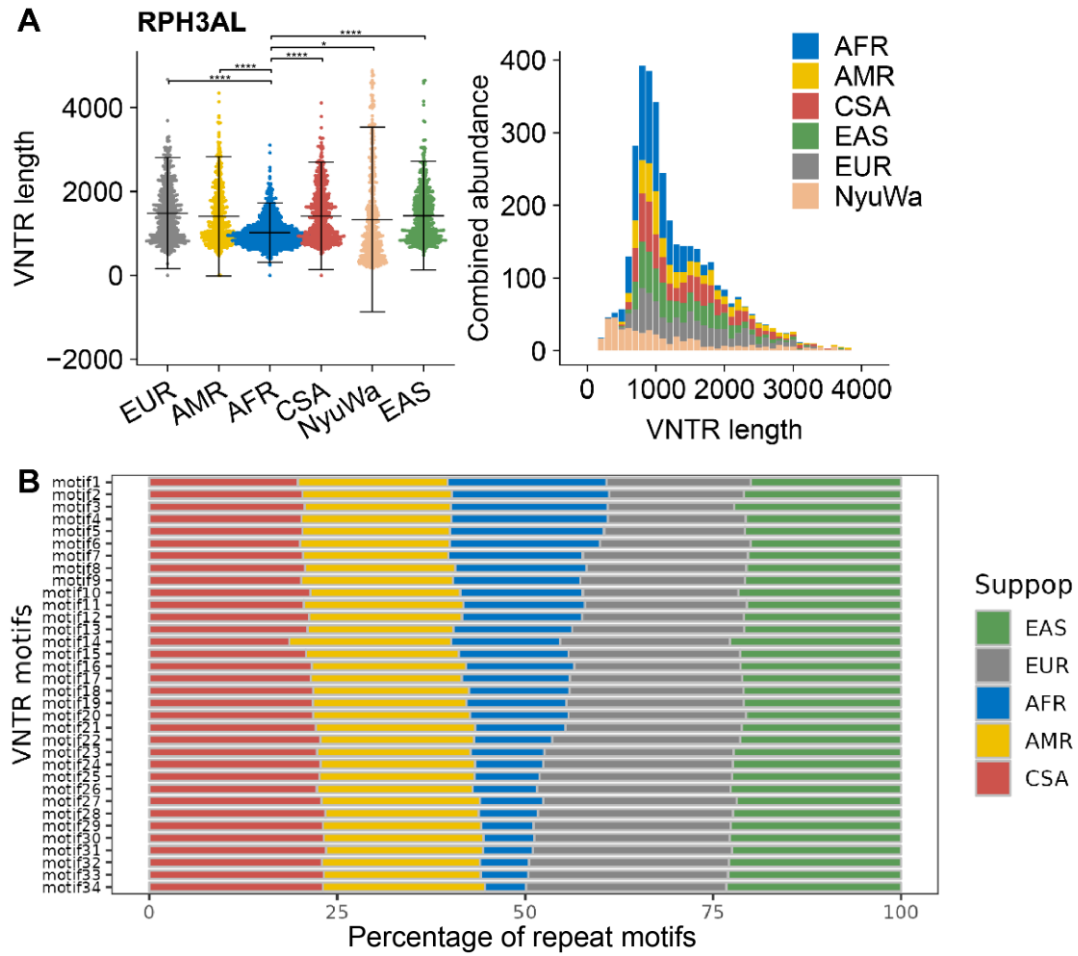 A
RPH3AL
****
*
****
****
****
VNTR length
4000
2000
0
−2000
EUR
AMR
AFR
CSA
NyuWa
EAS
Combined abundance
400
300
200
100
0
0
1000
2000
3000
4000
VNTR length
AFR
AMR
CSA
EAS
EUR
NyuWa
B
VNTR motifs
motif1
motif2
motif3
motif4
motif5
motif6
motif7
motif8
motif9
motif10
motif11
motif12
motif13
motif14
motif15
motif16
motif17
motif18
motif19
motif20
motif21
motif22
motif23
motif24
motif25
motif26
motif27
motif28
motif29
motif30
motif31
motif32
motif33
motif34
0
25
50
75
100
Percentage of repeat motifs
Suppop
EAS
EUR
AFR
AMR
CSA